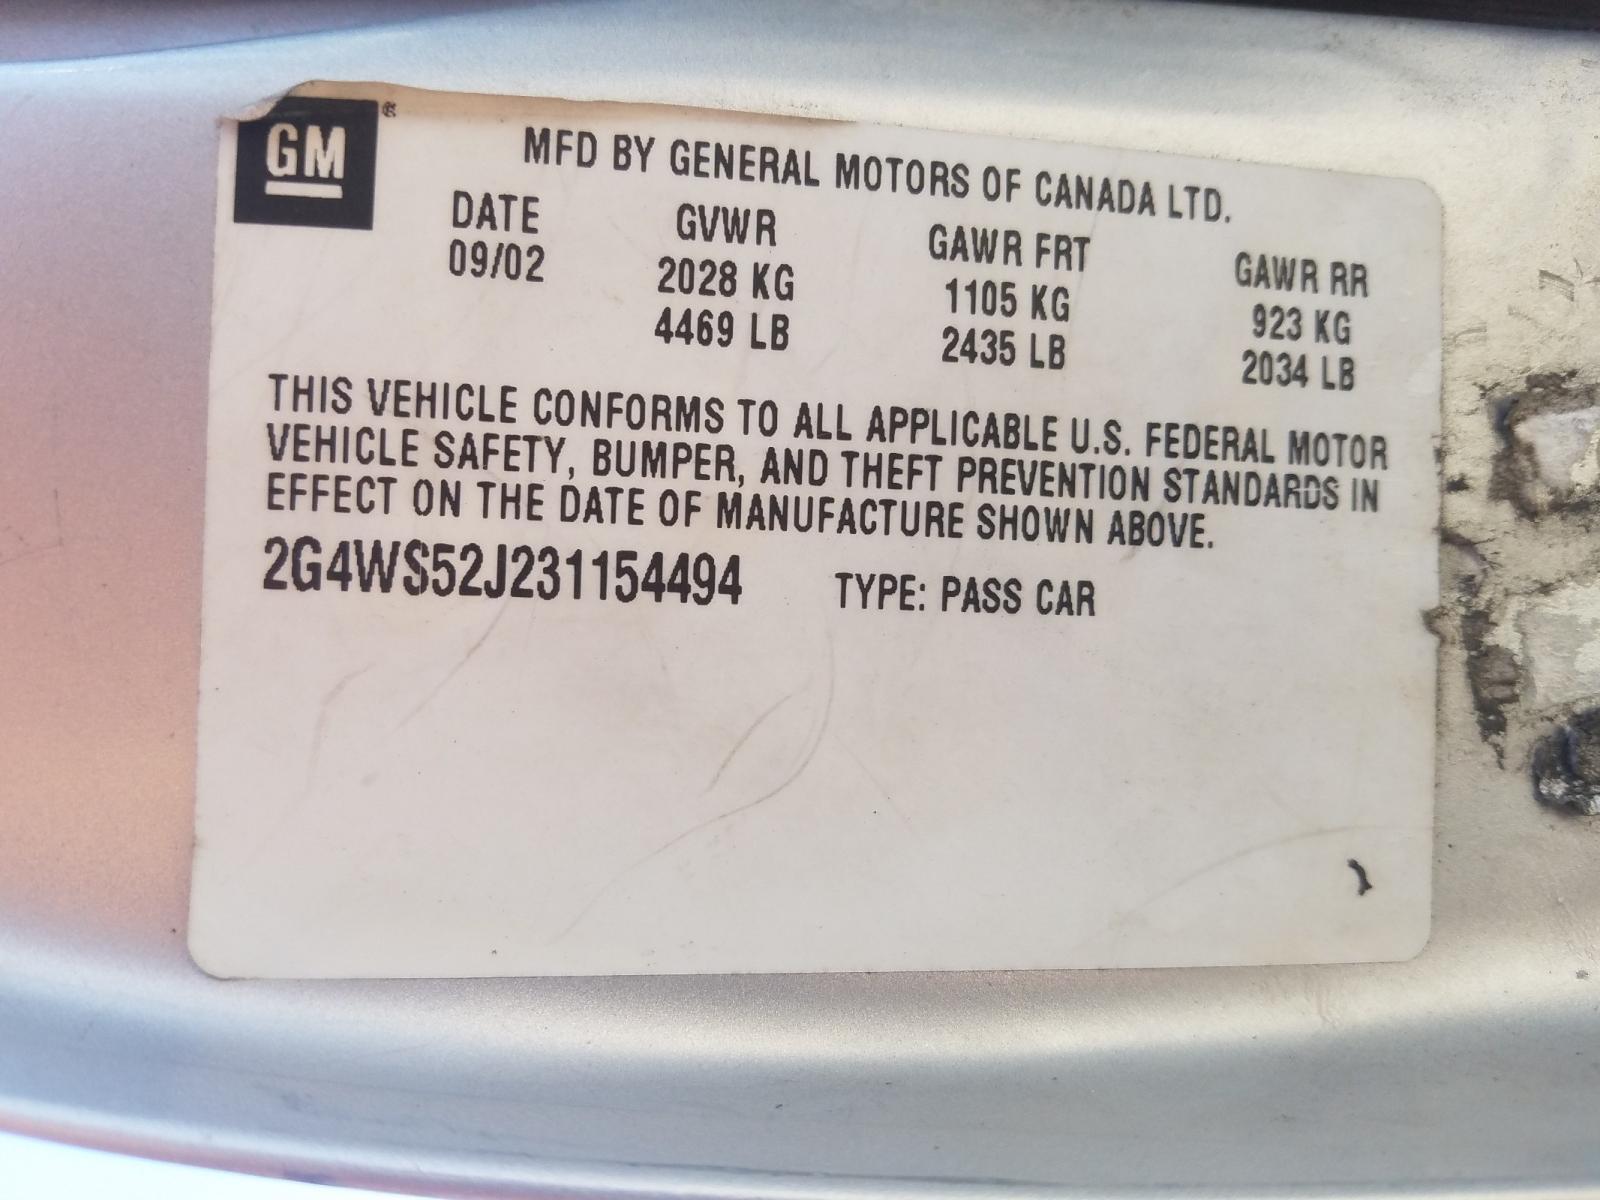 GM®
MFD BY GENERAL MOTORS OF CANADA LTD.
DATE GVWR GAWR FRT GAWR RR
09/02 2028 KG 1105 KG 923 KG
4469 LB 2435 LB 2034 LB
THIS VEHICLE CONFORMS TO ALL APPLICABLE U.S. FEDERAL MOTOR
VEHICLE SAFETY, BUMPER, AND THEFT PREVENTION STANDARDS IN
EFFECT ON THE DATE OF MANUFACTURE SHOWN ABOVE.
2G4WS52J231154494 TYPE: PASS CAR